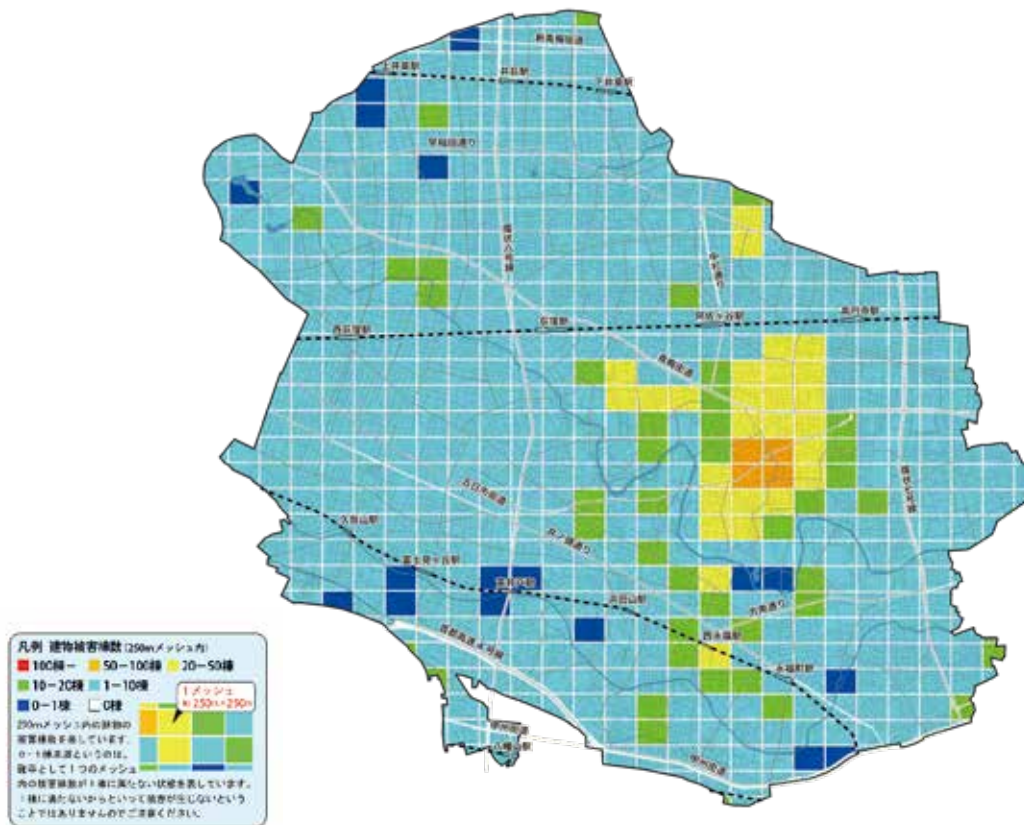 新青梅街道
上井草駅
井荻駅
下井草駅
早稲田通り
環状八号線
中杉通り
西荻窪駅
荻窪駅
阿佐ヶ谷駅
高円寺駅
青梅街道
五日市街道
環状七号線
久我山駅
井ノ頭通り
富士見ヶ谷駅
高井戸駅
浜田山駅
方南通り
西永福駅
首都高速4号線
永福町駅
甲州街道
八幡山駅
甲州街道
凡例 建物被害棟数(250mメッシュ内)
100棟− 50−100棟 20−50棟
10−20棟 1−10棟
0−1棟 0棟
1メッシュ
約250m×250m
250mメッシュ内の建物の
被害棟数を表しています。
0−1棟未満というのは、
確率として1つのメッシュ
内の被害棟数が1棟に満たない状態を表しています。
1棟に満たないからといって被害が生じないという
ことではありませんのでご注意ください。